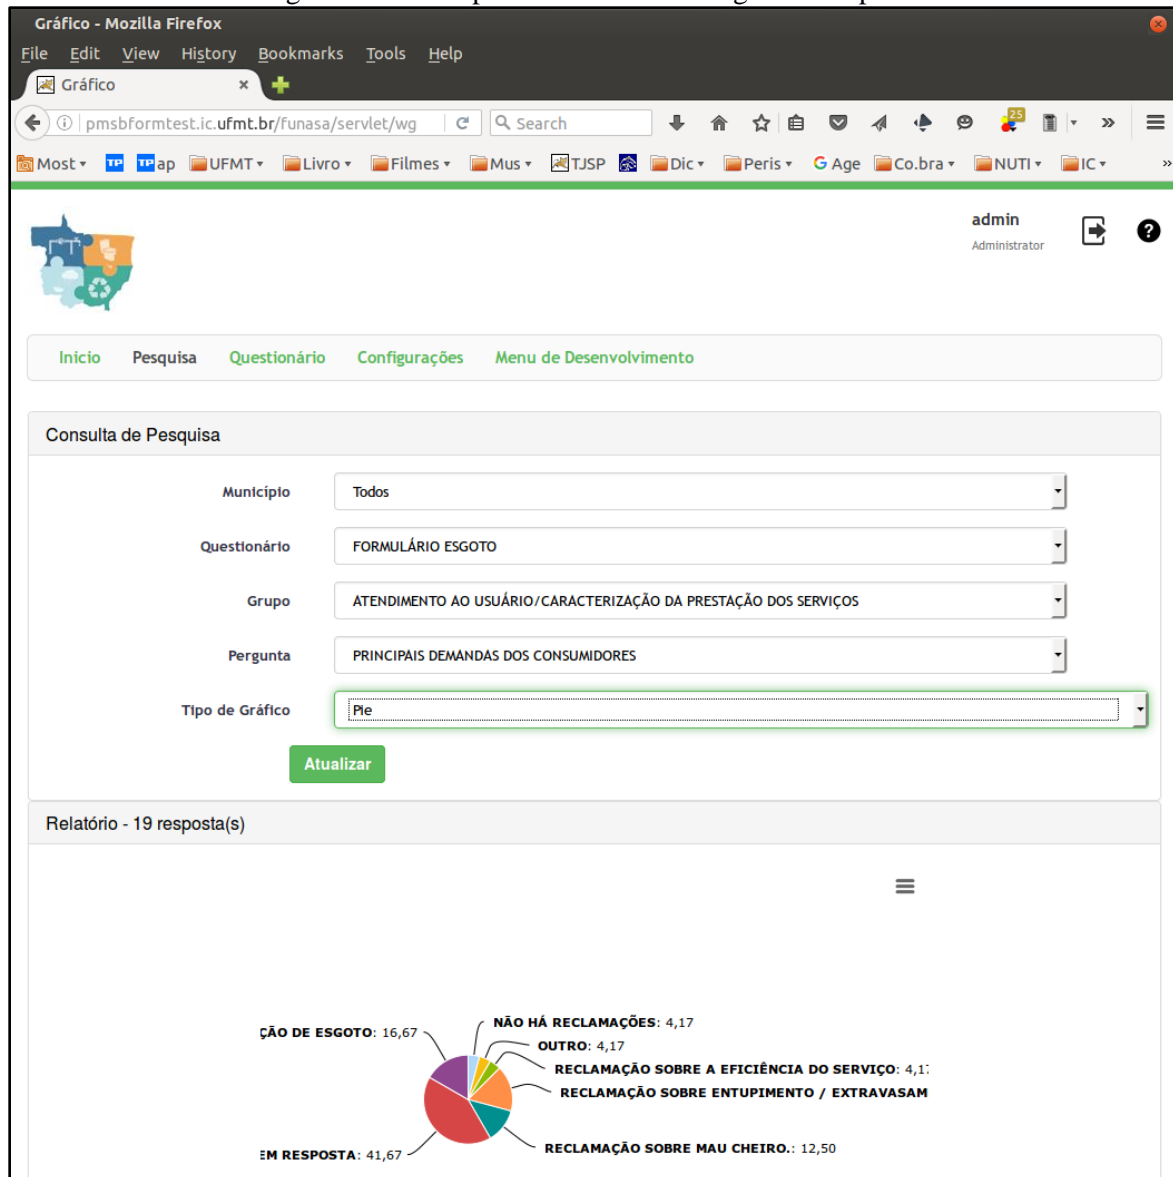 Gráfico - Mozilla Firefox
File Edit View History Bookmarks Tools Help
Gráfico
pmsbformtest.ic.ufmt.br/funasa/servlet/wg Search 25
Most TP TP ap UFMT Livro Filmes Mus TJSP Dic Peris G Age Co.bra NUTI IC »
admin
Administrator
Inicio Pesquisa Questionário Configurações Menu de Desenvolvimento
Consulta de Pesquisa
Município Todos
Questionário FORMULÁRIO ESGOTO
Grupo ATENDIMENTO AO USUÁRIO/CARACTERIZAÇÃO DA PRESTAÇÃO DOS SERVIÇOS
Pergunta PRINCIPAIS DEMANDAS DOS CONSUMIDORES
Tipo de Gráfico Pie
Atualizar
Relatório - 19 resposta(s)
NÃO HÁ RECLAMAÇÕES: 4,17
ÇÃO DE ESGOTO: 16,67
OUTRO: 4,17
RECLAMAÇÃO SOBRE A EFICIÊNCIA DO SERVIÇO: 4,17
RECLAMAÇÃO SOBRE ENTUPIMENTO / EXTRAVASAM
RECLAMAÇÃO SOBRE MAU CHEIRO.: 12,50
EM RESPOSTA: 41,67